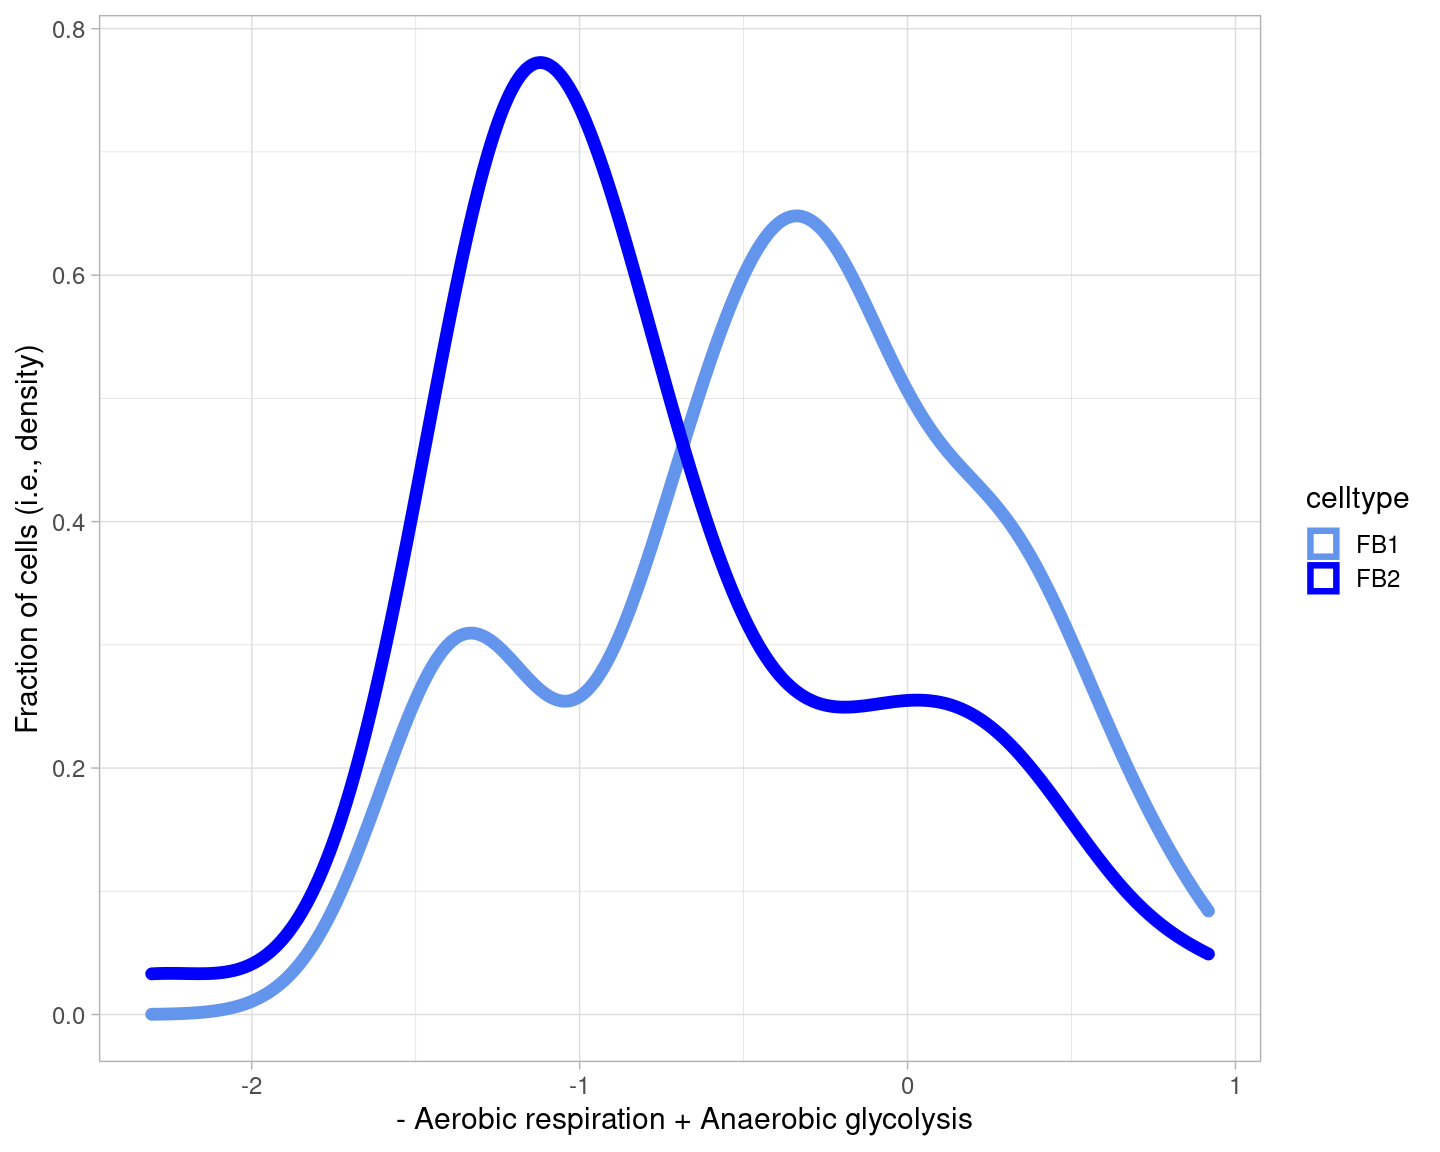 0.8
0.6
0.4
0.2
0.0
Fraction of cells (i.e., density)
-2 -1 0 1
- Aerobic respiration + Anaerobic glycolysis
celltype
FB1
FB2